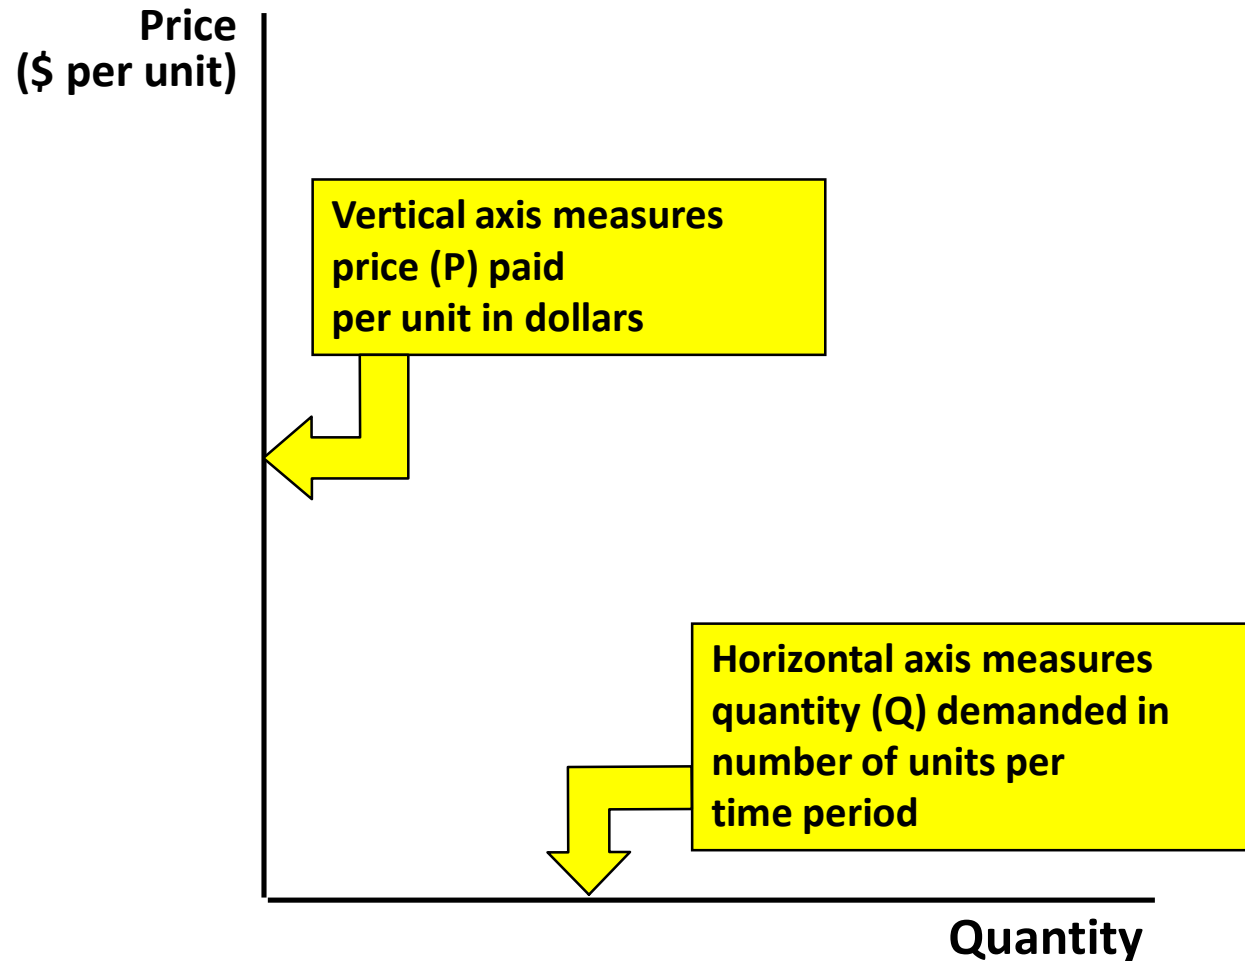 Price
($ per unit)
Vertical axis measures
price (P) paid
per unit in dollars
Horizontal axis measures
quantity (Q) demanded in
number of units per
time period
Quantity